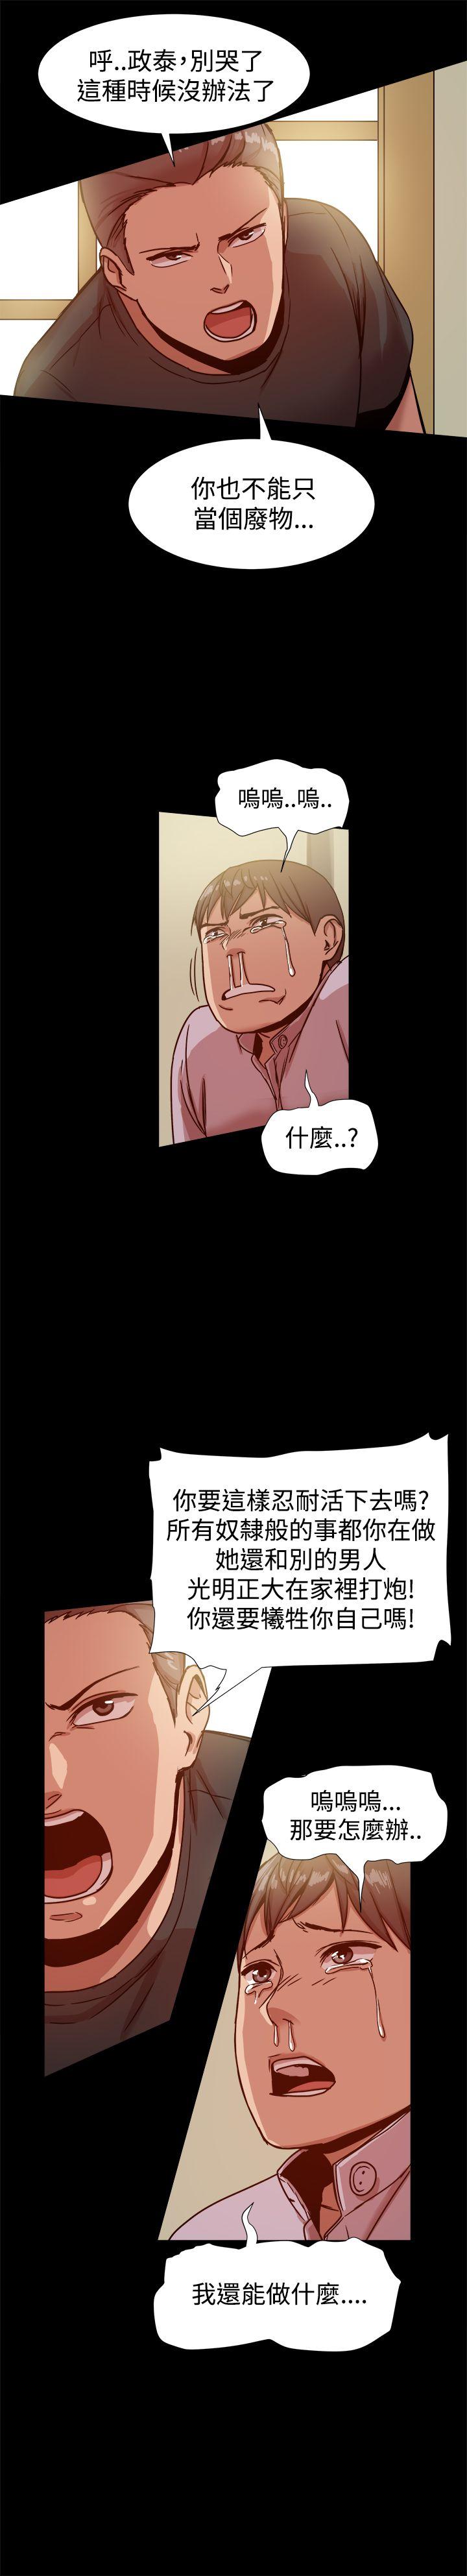 呼..政泰,別哭了
這種時候沒辦法了
你也不能只
當個廢物...
嗚嗚..嗚..
什麼..?
你要這樣忍耐活下去嗎?
所有奴隸般的事都你在做
她還和別的男人
光明正大在家裡打炮!
你還要犧牲你自己嗎!
嗚嗚嗚...
那要怎麼辦..
我還能做什麼....